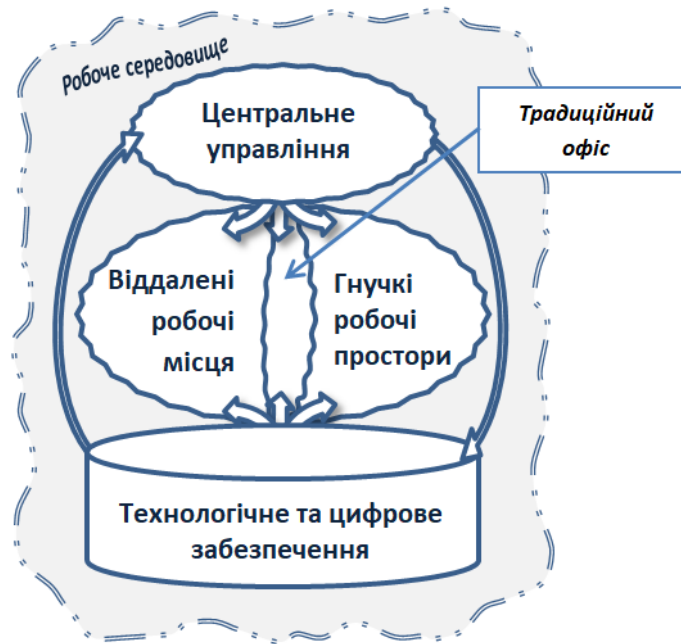 Робоче середовище
Центральне
управління
Традиційний
офіс
Віддалені
робочі
місця
Гнучкі
робочі
простори
Технологічне та цифрове
забезпечення